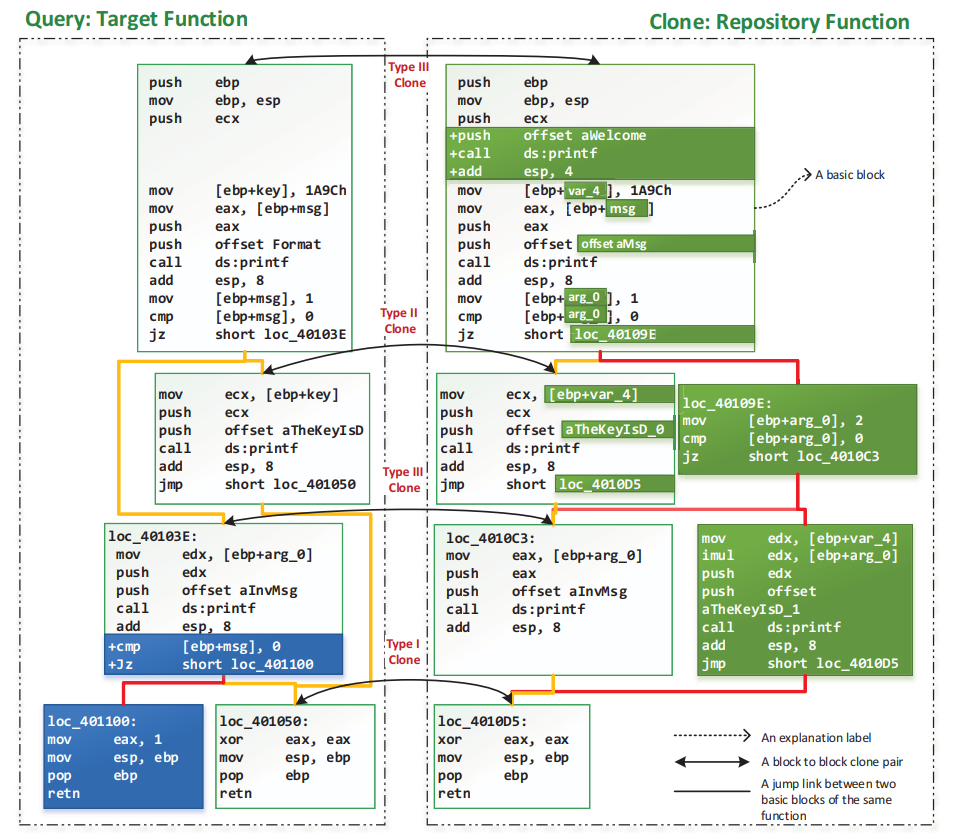 Query: Target Function
Clone: Repository Function
Type III
Clone
push ebp
mov ebp, esp
push ecx
mov [ebp+key], 1A9Ch
mov eax, [ebp+msg]
push eax
push offset Format
call ds:printf
add esp, 8
mov [ebp+msg], 1
cmp [ebp+msg], 0
jz short loc_40103E
push ebp
mov ebp, esp
push ecx
+push offset aWelcome
+call ds:printf
+add esp, 4
mov [ebp+var_4], 1A9Ch
mov eax, [ebp+msg]
push eax
push offset offset aMsg
call ds:printf
add esp, 8
mov [ebp+arg_0], 1
cmp [ebp+arg_0], 0
jz short loc_40109E
A basic block
Type II
Clone
mov ecx, [ebp+key]
push ecx
push offset aTheKeyIsD
call ds:printf
add esp, 8
jmp short loc_401050
mov ecx, [ebp+var_4]
push ecx
push offset aTheKeyIsD_0
call ds:printf
add esp, 8
jmp short loc_4010D5
loc_40109E:
mov [ebp+arg_0], 2
cmp [ebp+arg_0], 0
jz short loc_4010C3
Type III
Clone
loc_40103E:
mov edx, [ebp+arg_0]
push edx
push offset aInvMsg
call ds:printf
add esp, 8
+cmp [ebp+msg], 0
+Jz short loc_401100
loc_4010C3:
mov eax, [ebp+arg_0]
push eax
push offset aInvMsg
call ds:printf
add esp, 8
mov edx, [ebp+var_4]
imul edx, [ebp+arg_0]
push edx
push offset
aTheKeyIsD_1
call ds:printf
add esp, 8
jmp short loc_4010D5
Type I
Clone
loc_401100:
mov eax, 1
mov esp, ebp
pop ebp
retn
loc_401050:
xor eax, eax
mov esp, ebp
pop ebp
retn
loc_4010D5:
xor eax, eax
mov esp, ebp
pop ebp
retn
An explanation label
A block to block clone pair
A jump link between two
basic blocks of the same
function